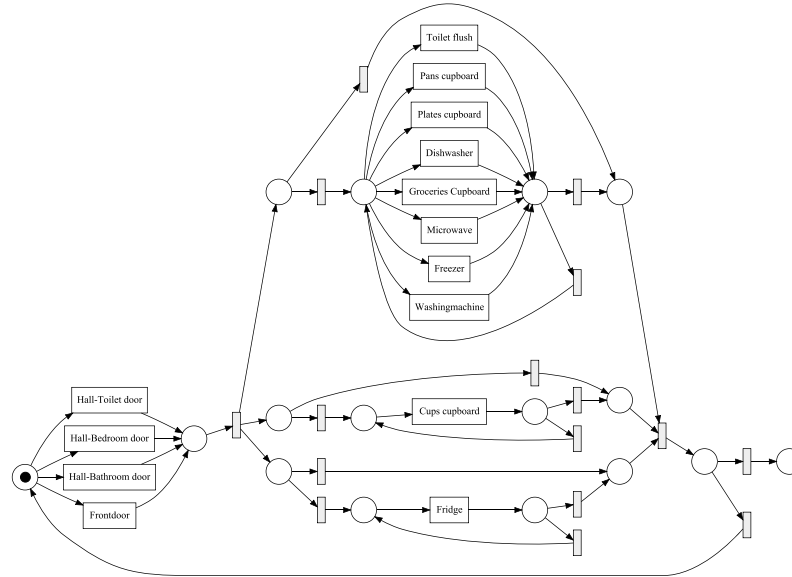 Toilet flush
Pans cupboard
Plates cupboard
Dishwasher
Groceries Cupboard
Microwave
Freezer
Washingmachine
Hall-Toilet door
Hall-Bedroom door
Hall-Bathroom door
Frontdoor
Cups cupboard
Fridge